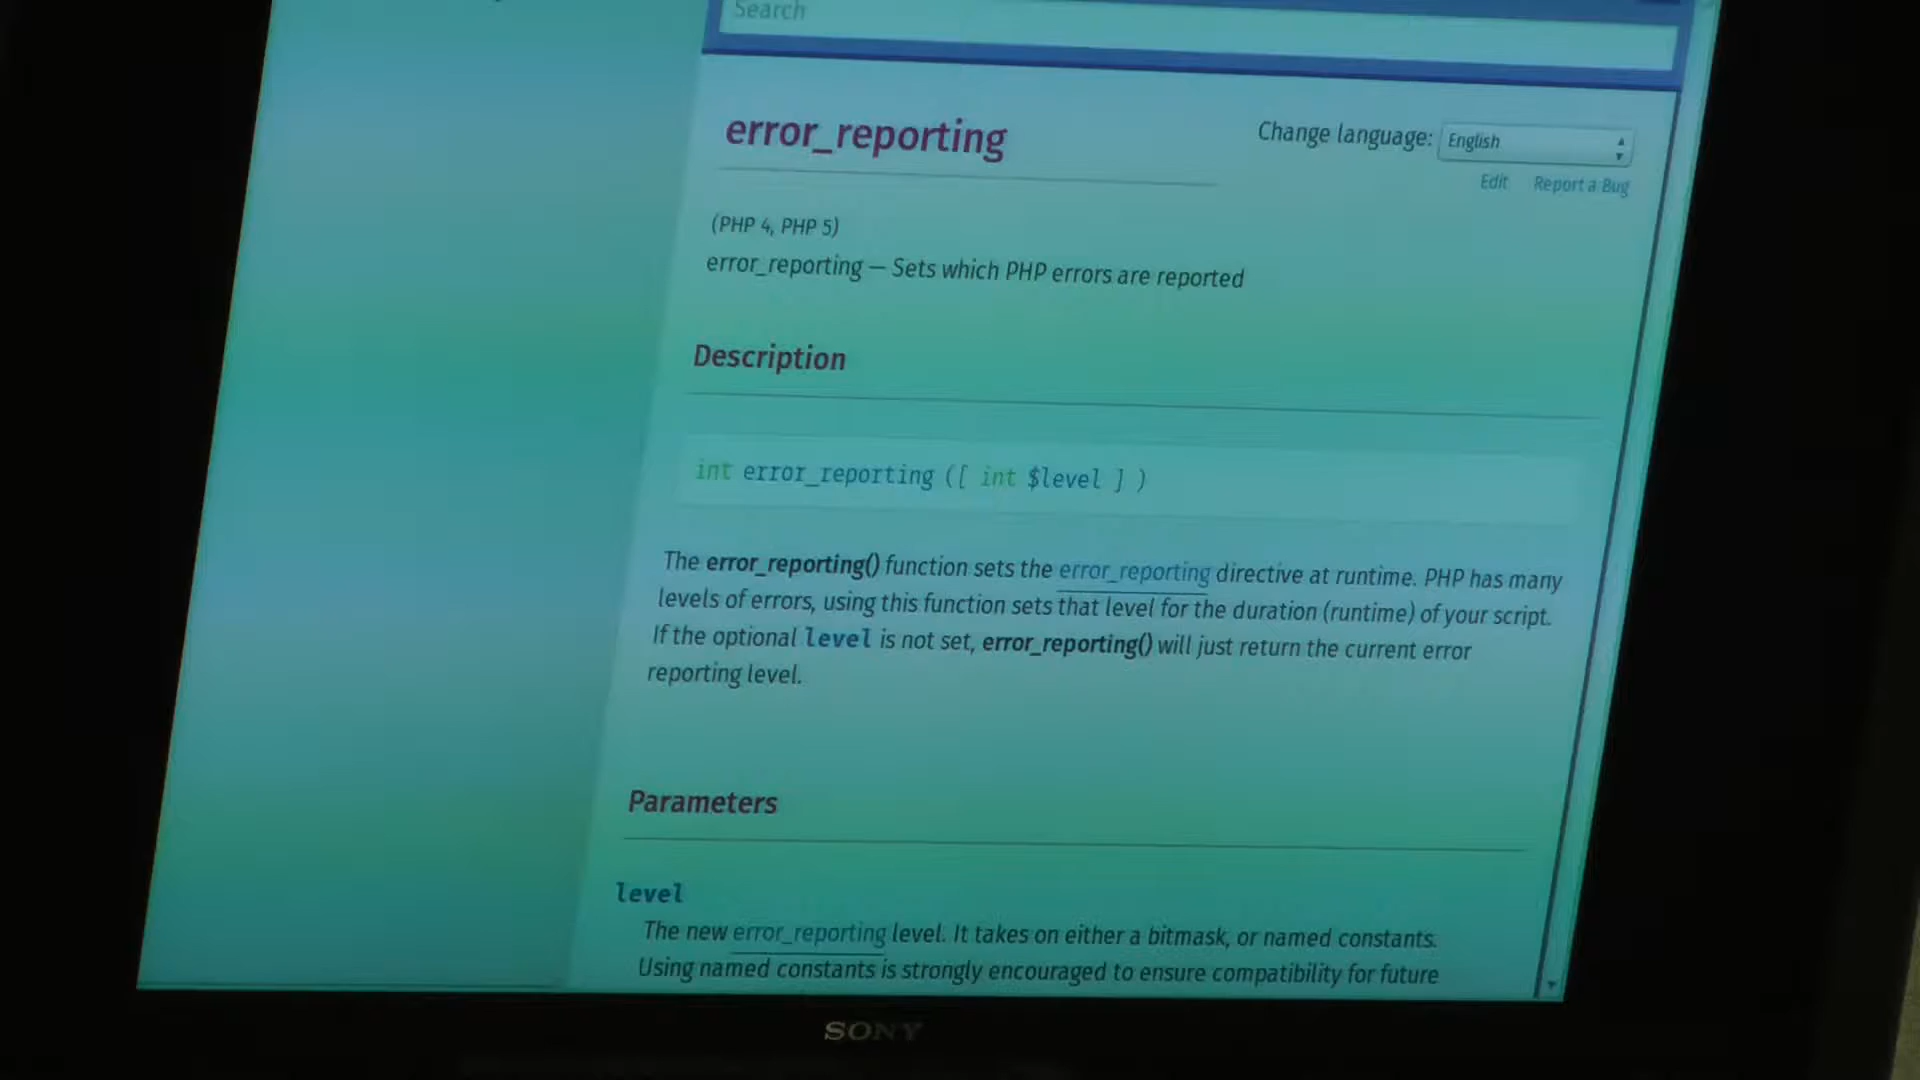 Search
error_reporting
Change language: English
Edit Report a Bug
(PHP 4, PHP 5)
error_reporting — Sets which PHP errors are reported
Description
int error_reporting ([ int $level ] )
The error_reporting() function sets the error_reporting directive at runtime. PHP has many
levels of errors, using this function sets that level for the duration (runtime) of your script.
If the optional level is not set, error_reporting() will just return the current error
reporting level.
Parameters
level
The new error_reporting level. It takes on either a bitmask, or named constants.
Using named constants is strongly encouraged to ensure compatibility for future
SONY